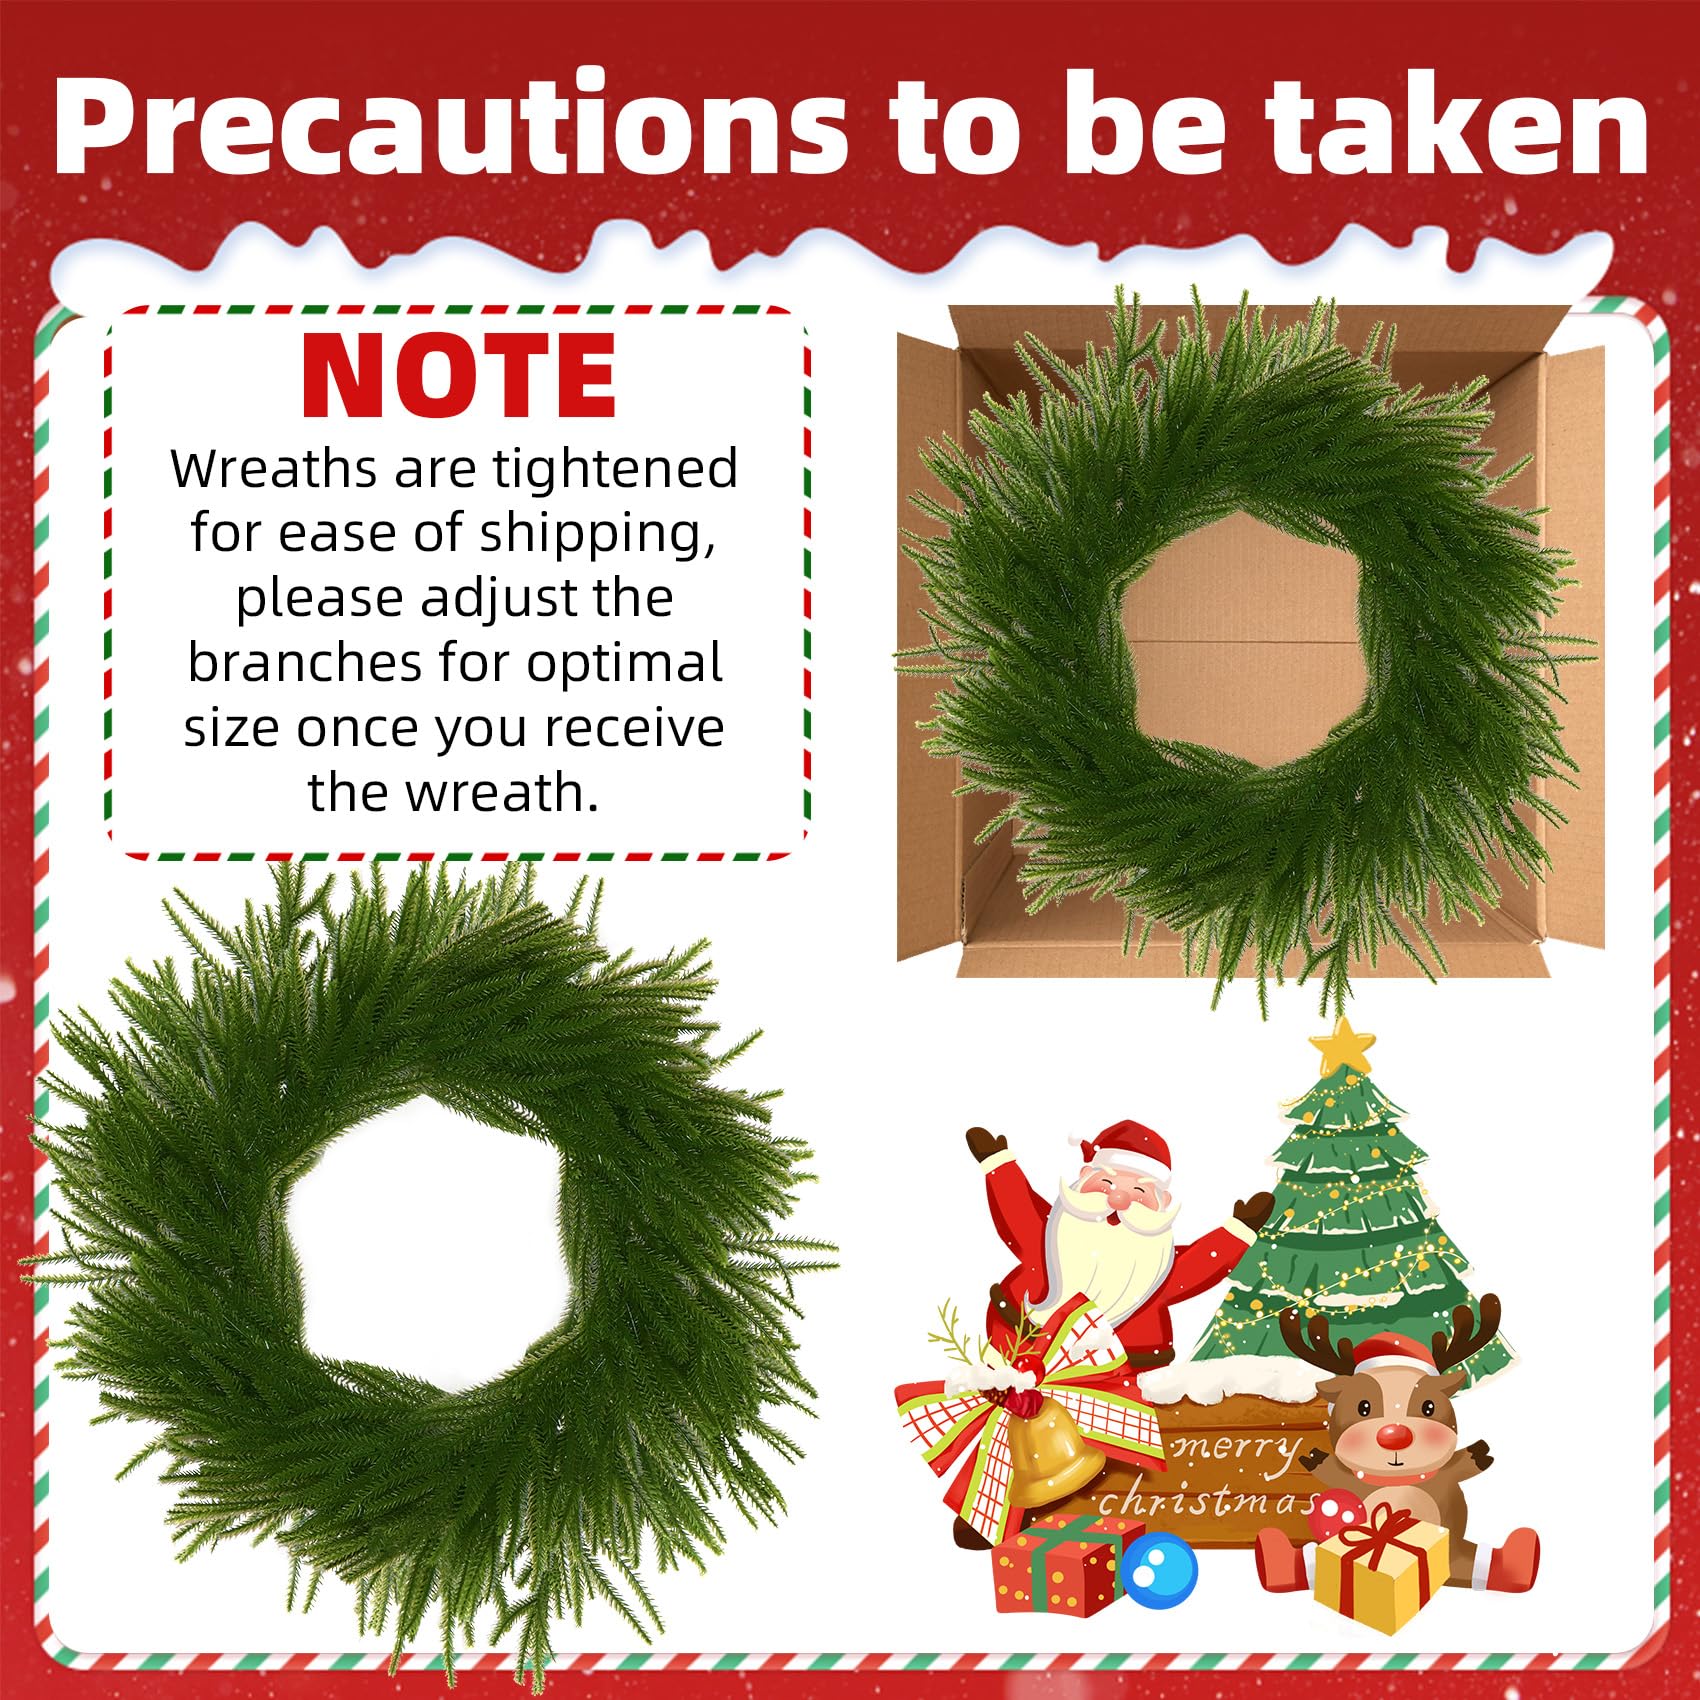 Precautions to be taken
NOTE
Wreaths are tightened
for ease of shipping,
please adjust the
branches for optimal
size once you receive
the wreath.
merry
christmas